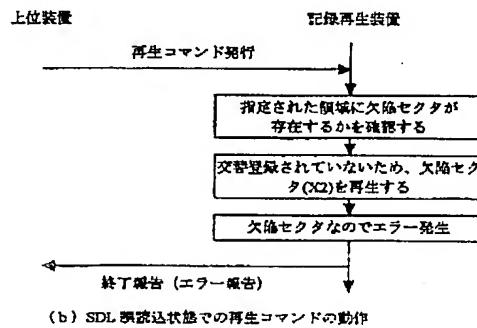 上位装置
記録再生装置
再生コマンド発行
指定された領域に欠陥セクタが
存在するかを確認する
交替登録されていないため、欠陥セク
タ(X2)を再生する
欠陥セクタなのでエラー発生
終了報告（エラー報告）
(b) SDL 誤読込状態での再生コマンドの動作